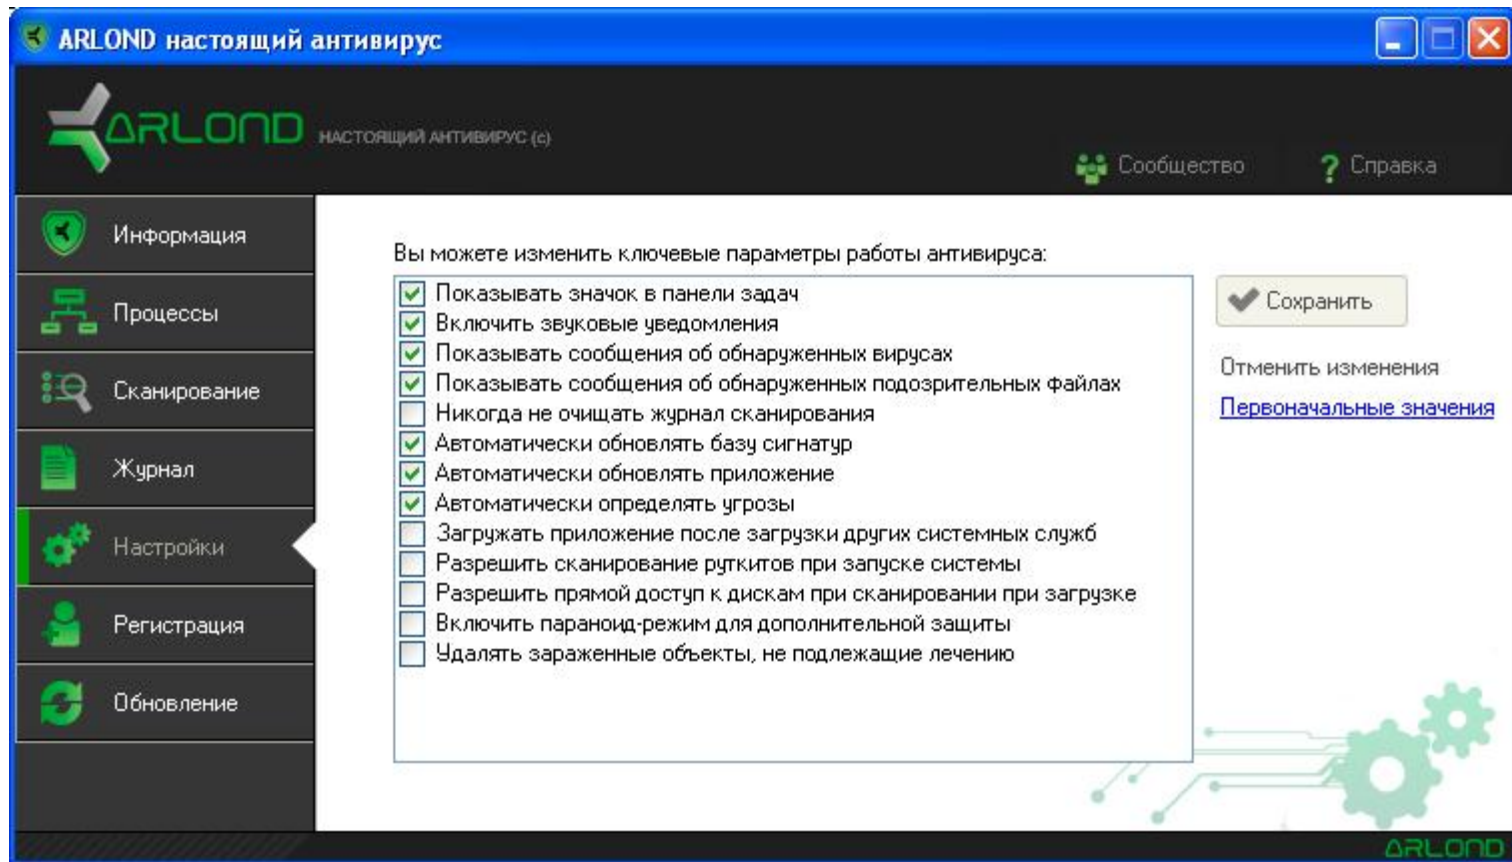 ARLOND настоящий антивирус
ARLOND НАСТОЯЩИЙ АНТИВИРУС (c)
Сообщество
Справка
Информация
Процессы
Сканирование
Журнал
Настройки
Регистрация
Обновление
Вы можете изменить ключевые параметры работы антивируса:
Показывать значок в панели задач
Включить звуковые уведомления
Показывать сообщения об обнаруженных вирусах
Показывать сообщения об обнаруженных подозрительных файлах
Никогда не очищать журнал сканирования
Автоматически обновлять базу сигнатур
Автоматически обновлять приложение
Автоматически определять угрозы
Загружать приложение после загрузки других системных служб
Разрешить сканирование руткитов при запуске системы
Разрешить прямой доступ к дискам при сканировании при загрузке
Включить параноид-режим для дополнительной защиты
Удалять зараженные объекты, не подлежащие лечению
Сохранить
Отменить изменения
Первоначальные значения
ARLOND